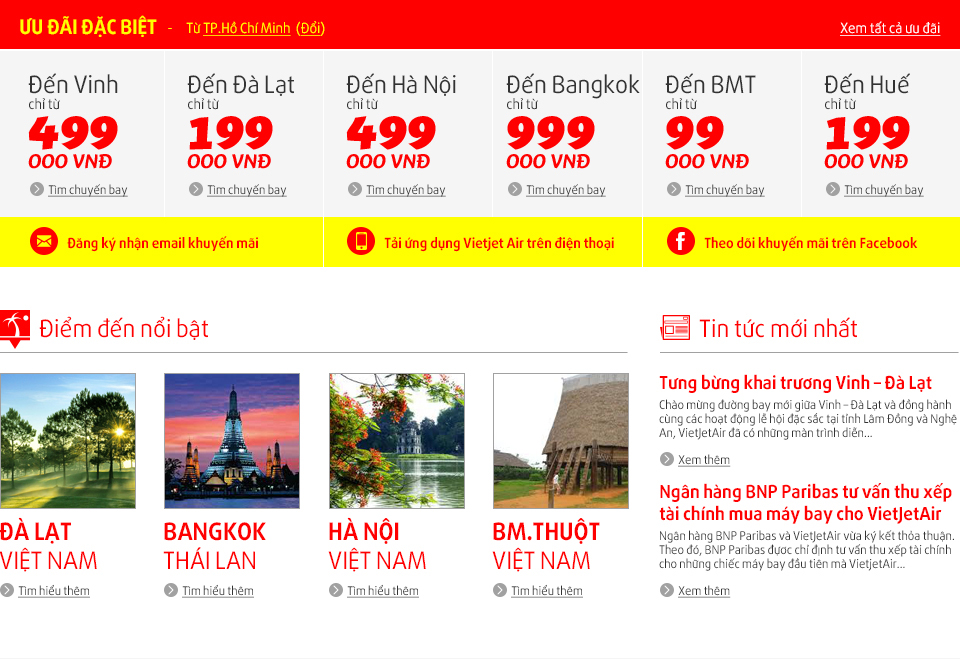 ƯU ĐÃI ĐẶC BIỆT - Từ TP.Hồ Chí Minh (Đổi)
Xem tất cả ưu đãi
Đến Vinh
chỉ từ
499
000 VNĐ
Tìm chuyến bay
Đến Đà Lạt
chỉ từ
199
000 VNĐ
Tìm chuyến bay
Đến Hà Nội
chỉ từ
499
000 VNĐ
Tìm chuyến bay
Đến Bangkok
chỉ từ
999
000 VNĐ
Tìm chuyến bay
Đến BMT
chỉ từ
99
000 VNĐ
Tìm chuyến bay
Đến Huế
chỉ từ
199
000 VNĐ
Tìm chuyến bay
Đăng ký nhận email khuyến mãi
Tải ứng dụng Vietjet Air trên điện thoại
Theo dõi khuyến mãi trên Facebook
Điểm đến nổi bật
ĐÀ LẠT
VIỆT NAM
Tìm hiểu thêm
BANGKOK
THÁI LAN
Tìm hiểu thêm
HÀ NỘI
VIỆT NAM
Tìm hiểu thêm
BM.THUỘT
VIỆT NAM
Tìm hiểu thêm
Tin tức mới nhất
Tưng bừng khai trương Vinh – Đà Lạt
Chào mừng đường bay mới giữa Vinh – Đà Lạt và đồng hành
cùng các hoạt động lễ hội đặc sắc tại tỉnh Lâm Đồng và Nghệ
An, VietJetAir đã có những màn trình diễn...
Xem thêm
Ngân hàng BNP Paribas tư vấn thu xếp
tài chính mua máy bay cho VietJetAir
Ngân hàng BNP Paribas và VietJetAir vừa ký kết thỏa thuận.
Theo đó, BNP Paribas được chỉ định tư vấn thu xếp tài chính
cho những chiếc máy bay đầu tiên mà VietjetAir...
Xem thêm